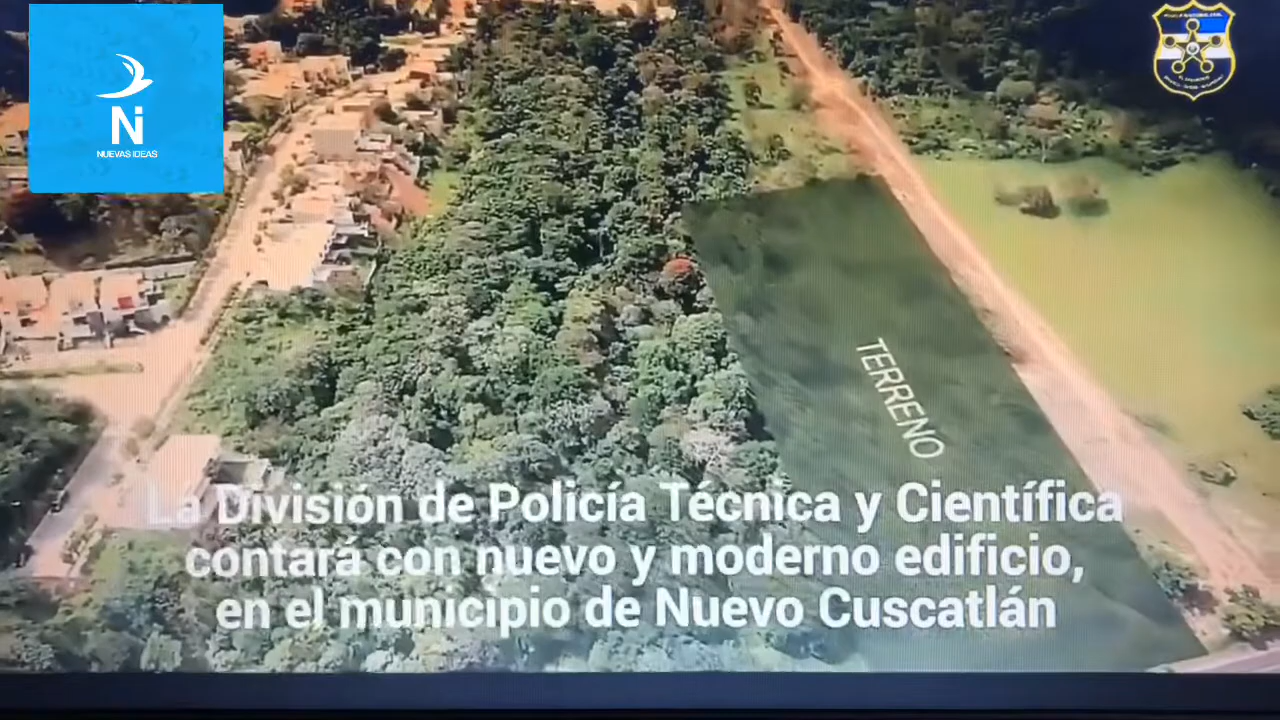 NI
NUEVAS IDEAS
TERRENO
La División de Policía Técnica y Científica
contará con nuevo y moderno edificio,
en el municipio de Nuevo Cuscatlán